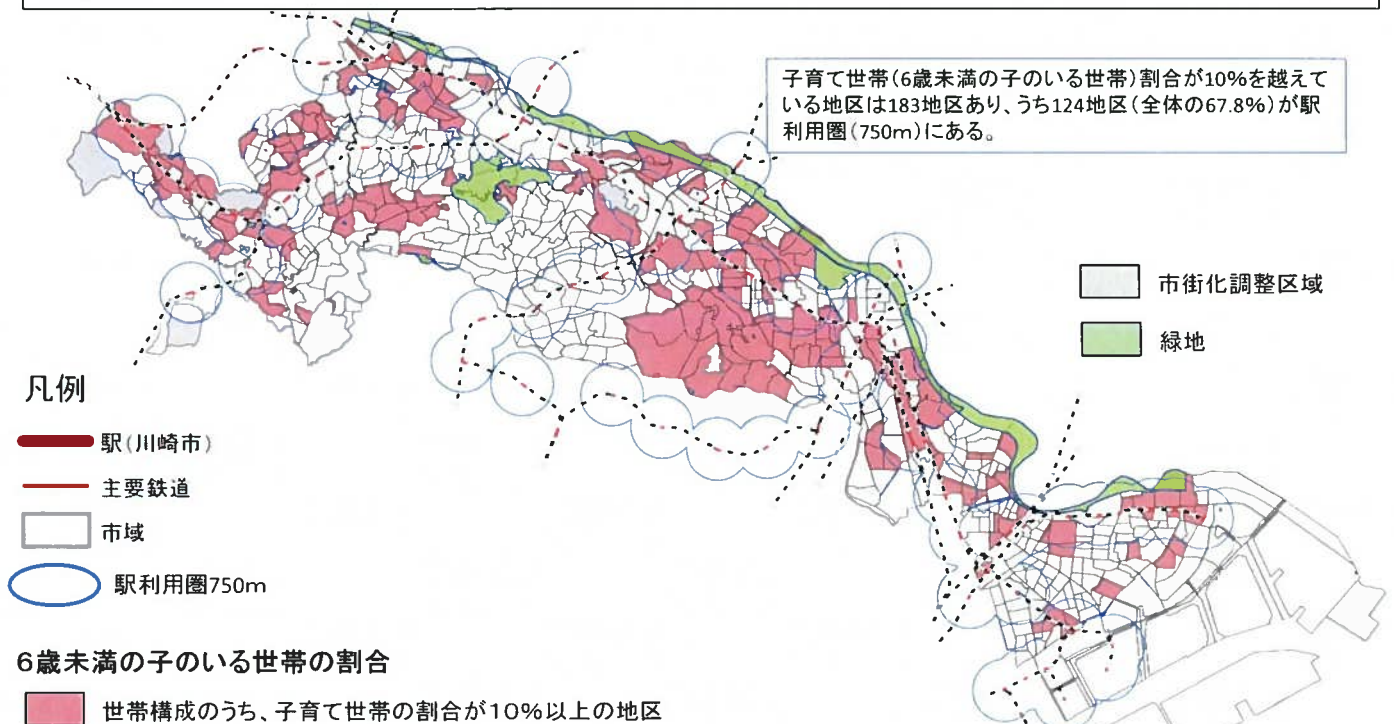 子育て世帯(6歳未満の子のいる世帯)割合が10%を越えて
いる地区は183地区あり、うち124地区(全体の67.8%)が駅
利用圏(750m)にある。
市街化調整区域
緑地
凡例
駅(川崎市)
主要鉄道
市域
駅利用圏750m
6歳未満の子のいる世帯の割合
世帯構成のうち、子育て世帯の割合が10%以上の地区